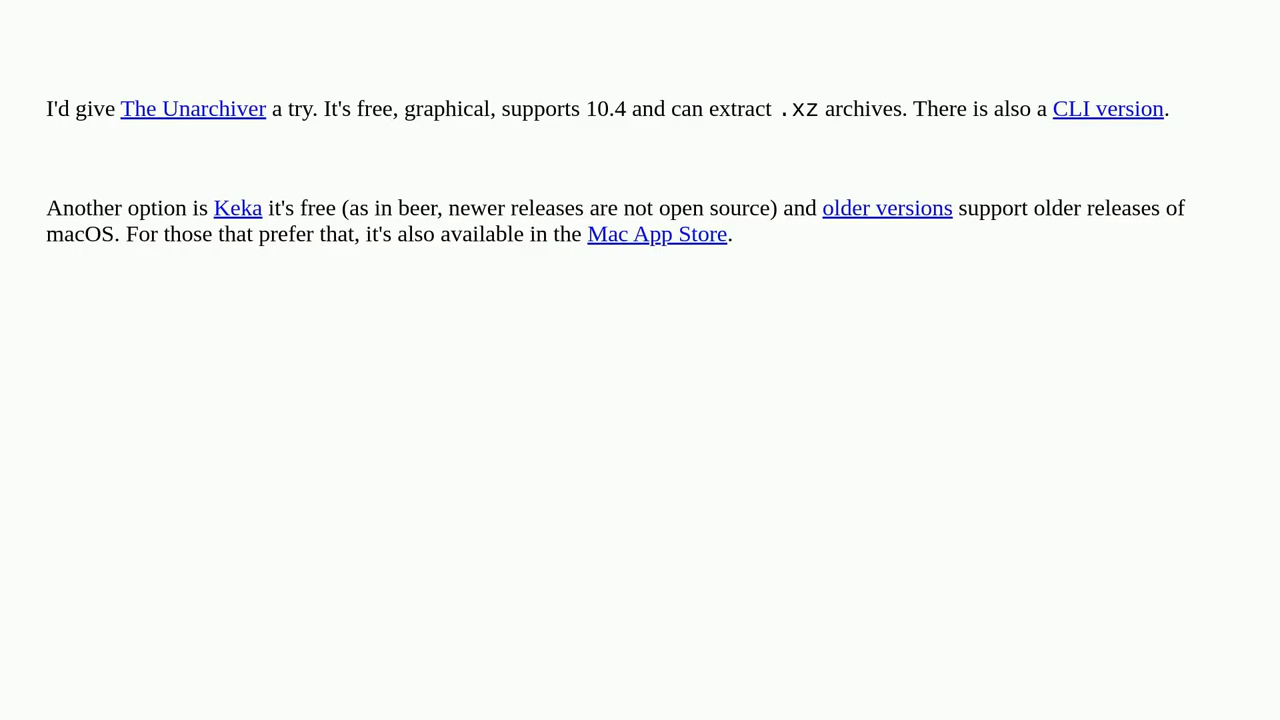 I'd give The Unarchiver a try. It's free, graphical, supports 10.4 and can extract .xz archives. There is also a CLI version.
Another option is Keka it's free (as in beer, newer releases are not open source) and older versions support older releases of
macOS. For those that prefer that, it's also available in the Mac App Store.